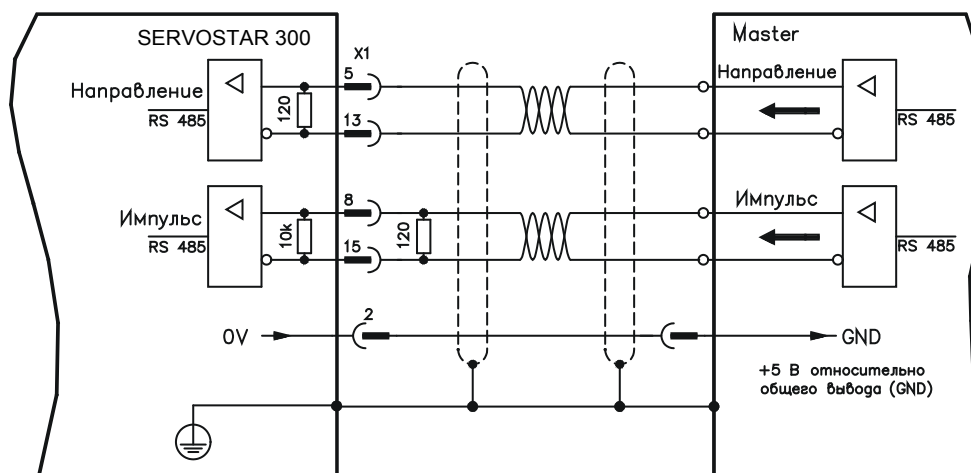 SERVOSTAR 300
Master
X1
Направление
RS 485
120
5
13
Направление
RS 485
Импульс
RS 485
10k
8
15
120
Импульс
RS 485
0V
2
GND
+5 В относительно
общего вывода (GND)